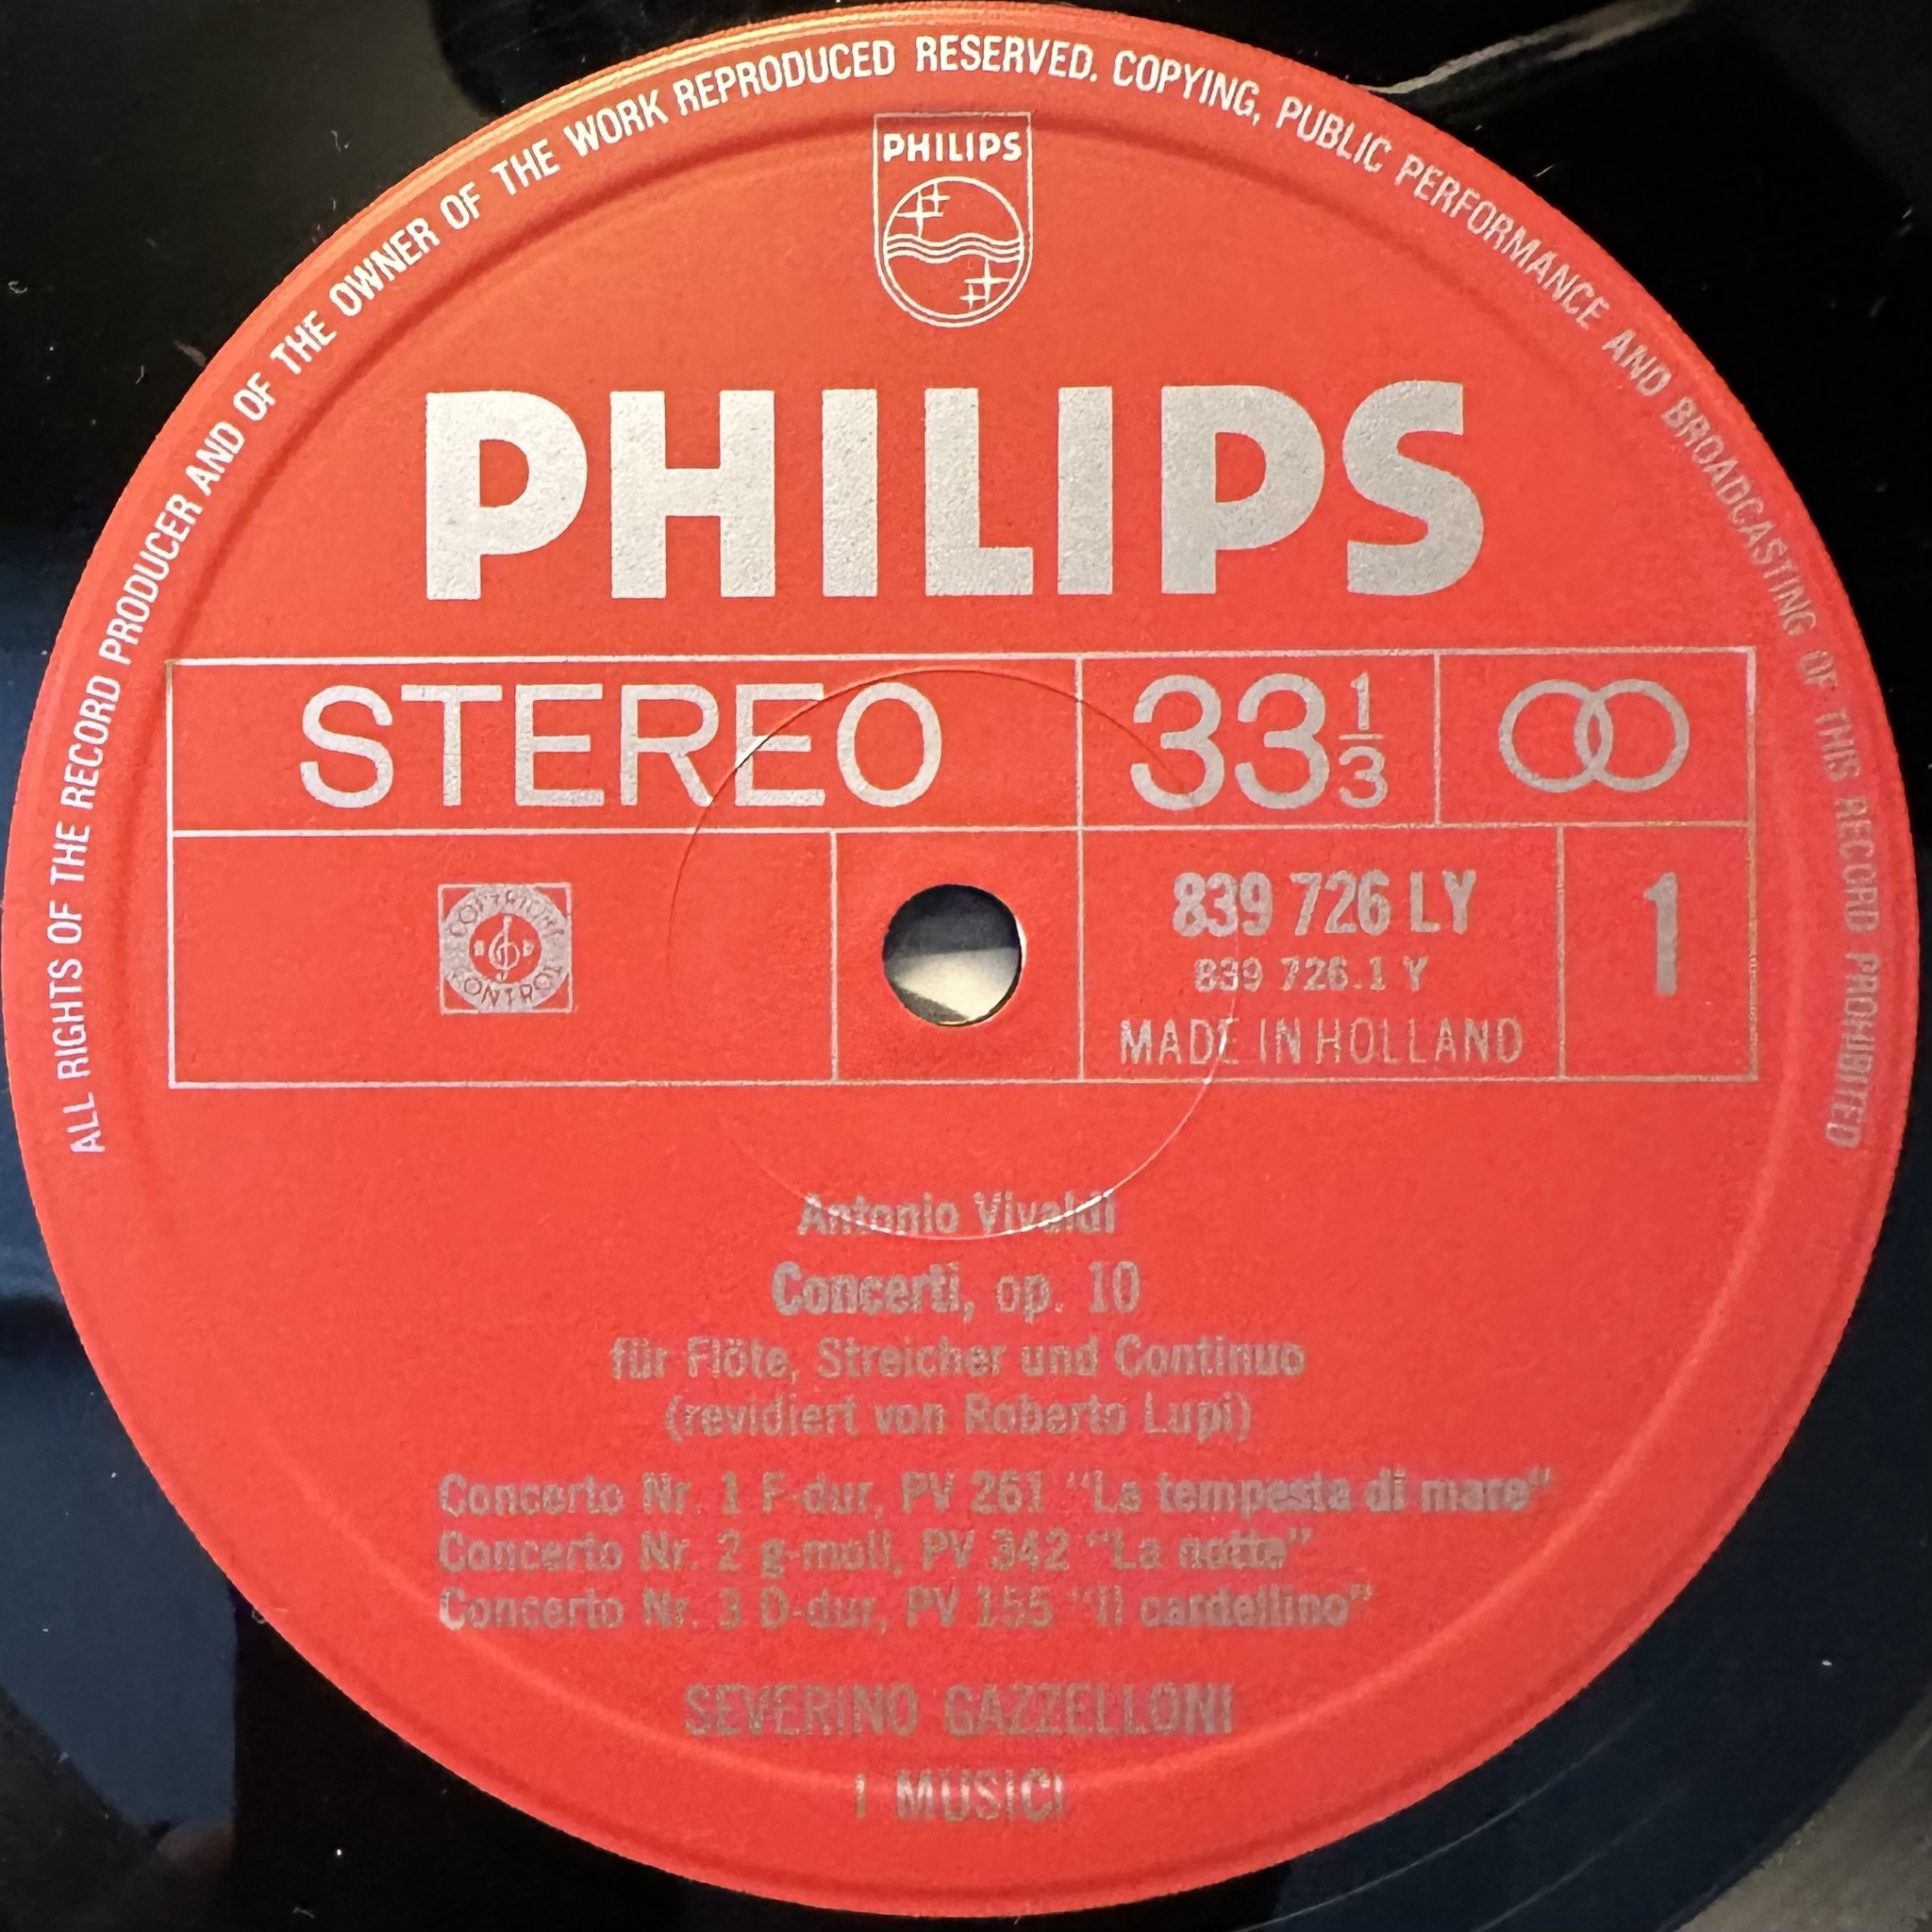 ALL RIGHTS OF THE RECORD PRODUCER AND OF THE OWNER OF THE WORK REPRODUCED RESERVED. COPYING, PUBLIC PERFORMANCE AND BROADCASTING OF THIS RECORD PROHIBITED
PHILIPS
PHILIPS
STEREO 33 1/3
COPYRIGHT CONTROL
839 726 LY 1
839 726.1 Y
MADE IN HOLLAND
Antonio Vivaldi
Concerti, op. 10
für Flöte, Streicher und Continuo
(revidiert von Roberto Lupi)
Concerto Nr. 1 F-dur, PV 261 “La tempesta di mare”
Concerto Nr. 2 g-moll, PV 342 “La notte”
Concerto Nr. 3 D-dur, PV 155 “Il cardellino”
SEVERINO GAZZELLONI
I MUSICI